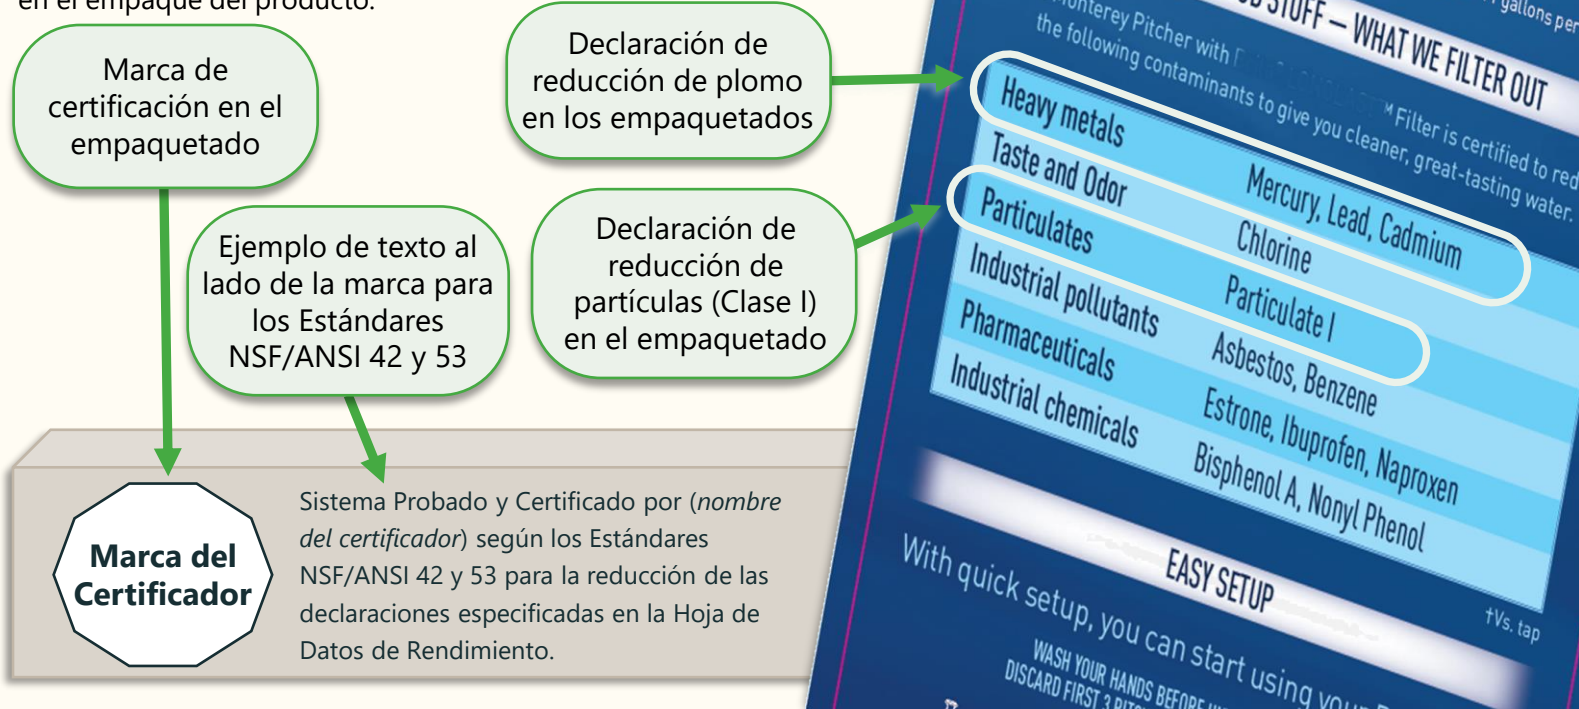 en el empaque del producto.
Marca de
certificación en el
empaquetado
Declaración de
reducción de plomo
en los empaquetados
Ejemplo de texto al
lado de la marca para
los Estándares
NSF/ANSI 42 y 53
Declaración de
reducción de
partículas (Clase I)
en el empaquetado
Marca del
Certificador
Sistema Probado y Certificado por (nombre
del certificador) según los Estándares
NSF/ANSI 42 y 53 para la reducción de las
declaraciones especificadas en la Hoja de
Datos de Rendimiento.
gallons per
STUFF — WHAT WE FILTER OUT
Monterey Pitcher with Filter is certified to red
the following contaminants to give you cleaner, great-tasting water.
Heavy metals Mercury, Lead, Cadmium
Taste and Odor Chlorine
Particulates Particulate I
Industrial pollutants Asbestos, Benzene
Pharmaceuticals Estrone, Ibuprofen, Naproxen
Industrial chemicals Bisphenol A, Nonyl Phenol
†Vs. tap
EASY SETUP
With quick setup, you can start using your
WASH YOUR HANDS BEFORE
DISCARD FIRST 3